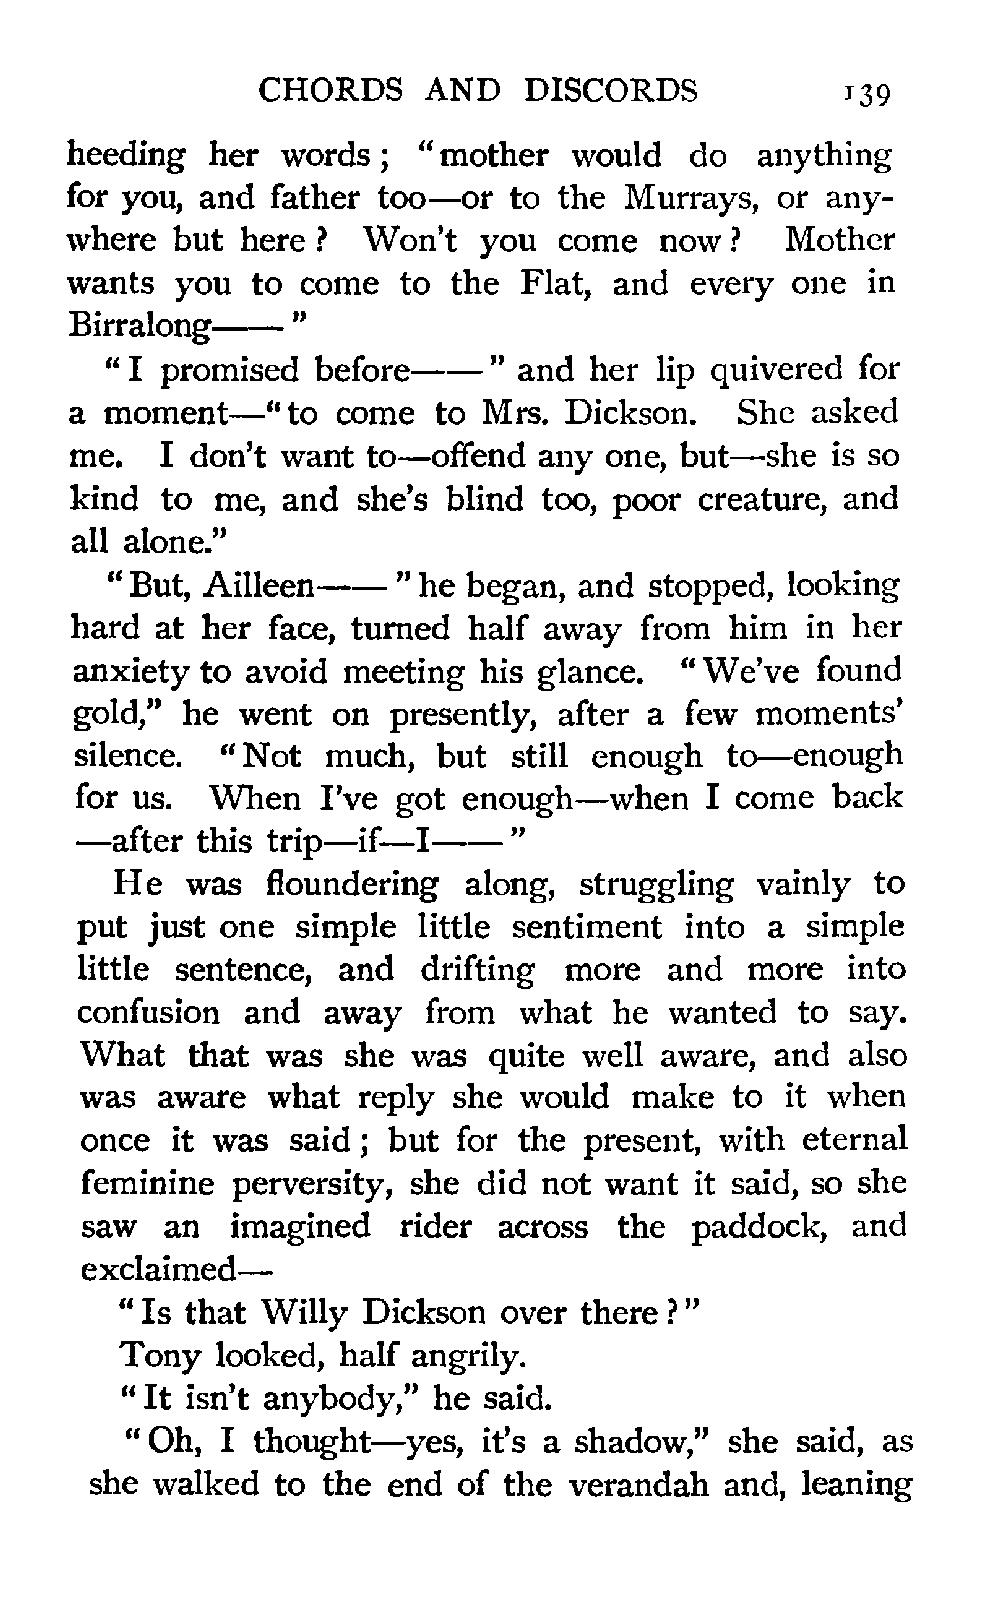 CHORDS AND DISCORDS 139
heeding her words; "mother would do anything
for you, and father too—or to the Murrays, or any-
where but here? Won't you come now? Mother
wants you to come to the Flat, and every one in
Birralong—— "
"I promised before—— " and her lip quivered for
a moment—"to come to Mrs. Dickson. She asked
me. I don't want to—offend any one, but—she is so
kind to me, and she's blind too, poor creature, and
all alone."
"But, Ailleen—— " he began, and stopped, looking
hard at her face, turned half away from him in her
anxiety to avoid meeting his glance. "We've found
gold," he went on presently, after a few moments'
silence. "Not much, but still enough to—enough
for us. When I've got enough—when I come back
—after this trip—if—I—— "
He was floundering along, struggling vainly to
put just one simple little sentiment into a simple
little sentence, and drifting more and more into
confusion and away from what he wanted to say.
What that was she was quite well aware, and also
was aware what reply she would make to it when
once it was said; but for the present, with eternal
feminine perversity, she did not want it said, so she
saw an imagined rider across the paddock, and
exclaimed—
"Is that Willy Dickson over there?"
Tony looked, half angrily.
"It isn't anybody," he said.
"Oh, I thought—yes, it's a shadow," she said, as
she walked to the end of the verandah and, leaning